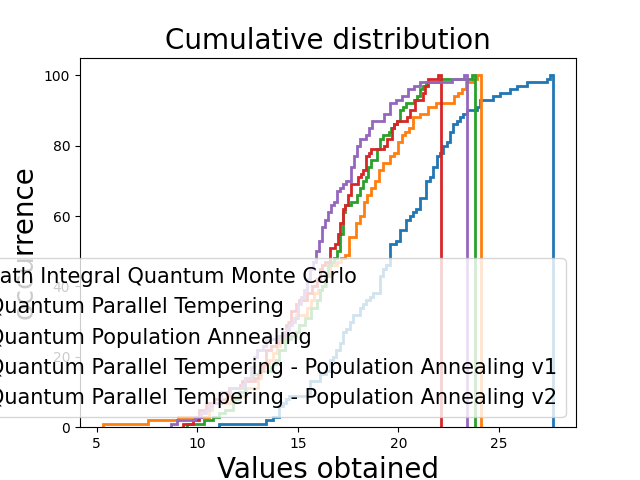 Cumulative distribution
100
80
60
40
20
0
ath Integral Quantum Monte Carlo
Quantum Parallel Tempering
Quantum Population Annealing
Quantum Parallel Tempering - Population Annealing v1
Quantum Parallel Tempering - Population Annealing v2
5 10 15 20 25
Values obtained